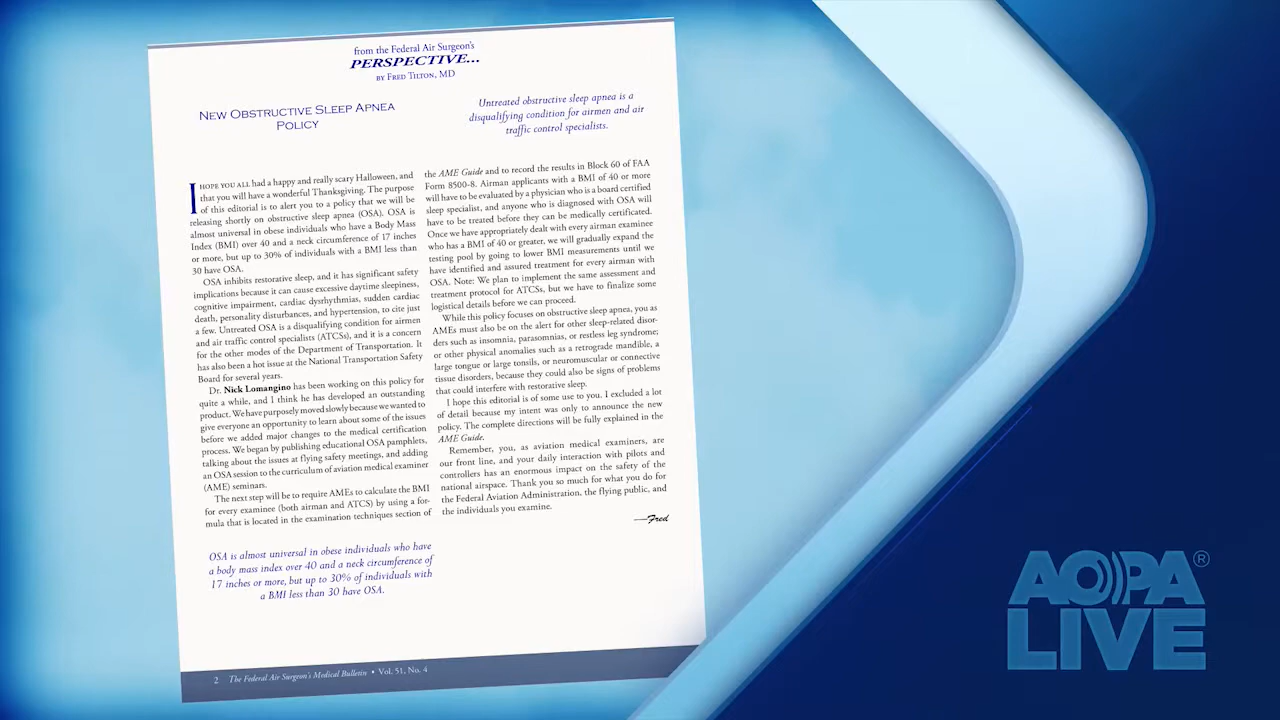 from the Federal Air Surgeon's
PERSPECTIVE...
BY FRED TILTON, MD
NEW OBSTRUCTIVE SLEEP APNEA
POLICY
Untreated obstructive sleep apnea is a
disqualifying condition for airmen and air
traffic control specialists.
I HOPE YOU ALL had a happy and really scary Halloween, and
that you will have a wonderful Thanksgiving. The purpose
of this editorial is to alert you to a policy that we will be
releasing shortly on obstructive sleep apnea (OSA). OSA is
almost universal in obese individuals who have a Body Mass
Index (BMI) over 40 and a neck circumference of 17 inches
or more, but up to 30% of individuals with a BMI less than
30 have OSA.
OSA inhibits restorative sleep, and it has significant safety
implications because it can cause excessive daytime sleepiness,
cognitive impairment, cardiac dysrhythmias, sudden cardiac
death, personality disturbances, and hypertension, to cite just
a few. Untreated OSA is a disqualifying condition for airmen
and air traffic control specialists (ATCSs), and it is a concern
for the other modes of the Department of Transportation. It
has also been a hot issue at the National Transportation Safety
Board for several years.
Dr. Nick Lomangino has been working on this policy for
quite a while, and I think he has developed an outstanding
product. We have purposely moved slowly because we wanted to
give everyone an opportunity to learn about some of the issues
before we added major changes to the medical certification
process. We began by publishing educational OSA pamphlets,
talking about the issues at flying safety meetings, and adding
an OSA session to the curriculum of aviation medical examiner
(AME) seminars.
The next step will be to require AMEs to calculate the BMI
for every examinee (both airman and ATCS) by using a for-
mula that is located in the examination techniques section of
the AME Guide and to record the results in Block 60 of FAA
Form 8500-8. Airman applicants with a BMI of 40 or more
will have to be evaluated by a physician who is a board certified
sleep specialist, and anyone who is diagnosed with OSA will
have to be treated before they can be medically certificated.
Once we have appropriately dealt with every airman examinee
who has a BMI of 40 or greater, we will gradually expand the
testing pool by going to lower BMI measurements until we
have identified and assured treatment for every airman with
OSA. Note: We plan to implement the same assessment and
treatment protocol for ATCSs, but we have to finalize some
logistical details before we can proceed.
While this policy focuses on obstructive sleep apnea, you as
AMEs must also be on the alert for other sleep-related disor-
ders such as insomnia, parasomnias, or restless leg syndrome;
or other physical anomalies such as a retrograde mandible, a
large tongue or large tonsils, or neuromuscular or connective
tissue disorders, because they could also be signs of problems
that could interfere with restorative sleep.
I hope this editorial is of some use to you. I excluded a lot
of detail because my intent was only to announce the new
policy. The complete directions will be fully explained in the
AME Guide.
Remember, you, as aviation medical examiners, are
our front line, and your daily interaction with pilots and
controllers has an enormous impact on the safety of the
national airspace. Thank you so much for what you do for
the Federal Aviation Administration, the flying public, and
the individuals you examine.
—Fred
OSA is almost universal in obese individuals who have
a body mass index over 40 and a neck circumference of
17 inches or more, but up to 30% of individuals with
a BMI less than 30 have OSA.
2 The Federal Air Surgeon's Medical Bulletin • Vol. 51, No. 4
AOPA®
LIVE